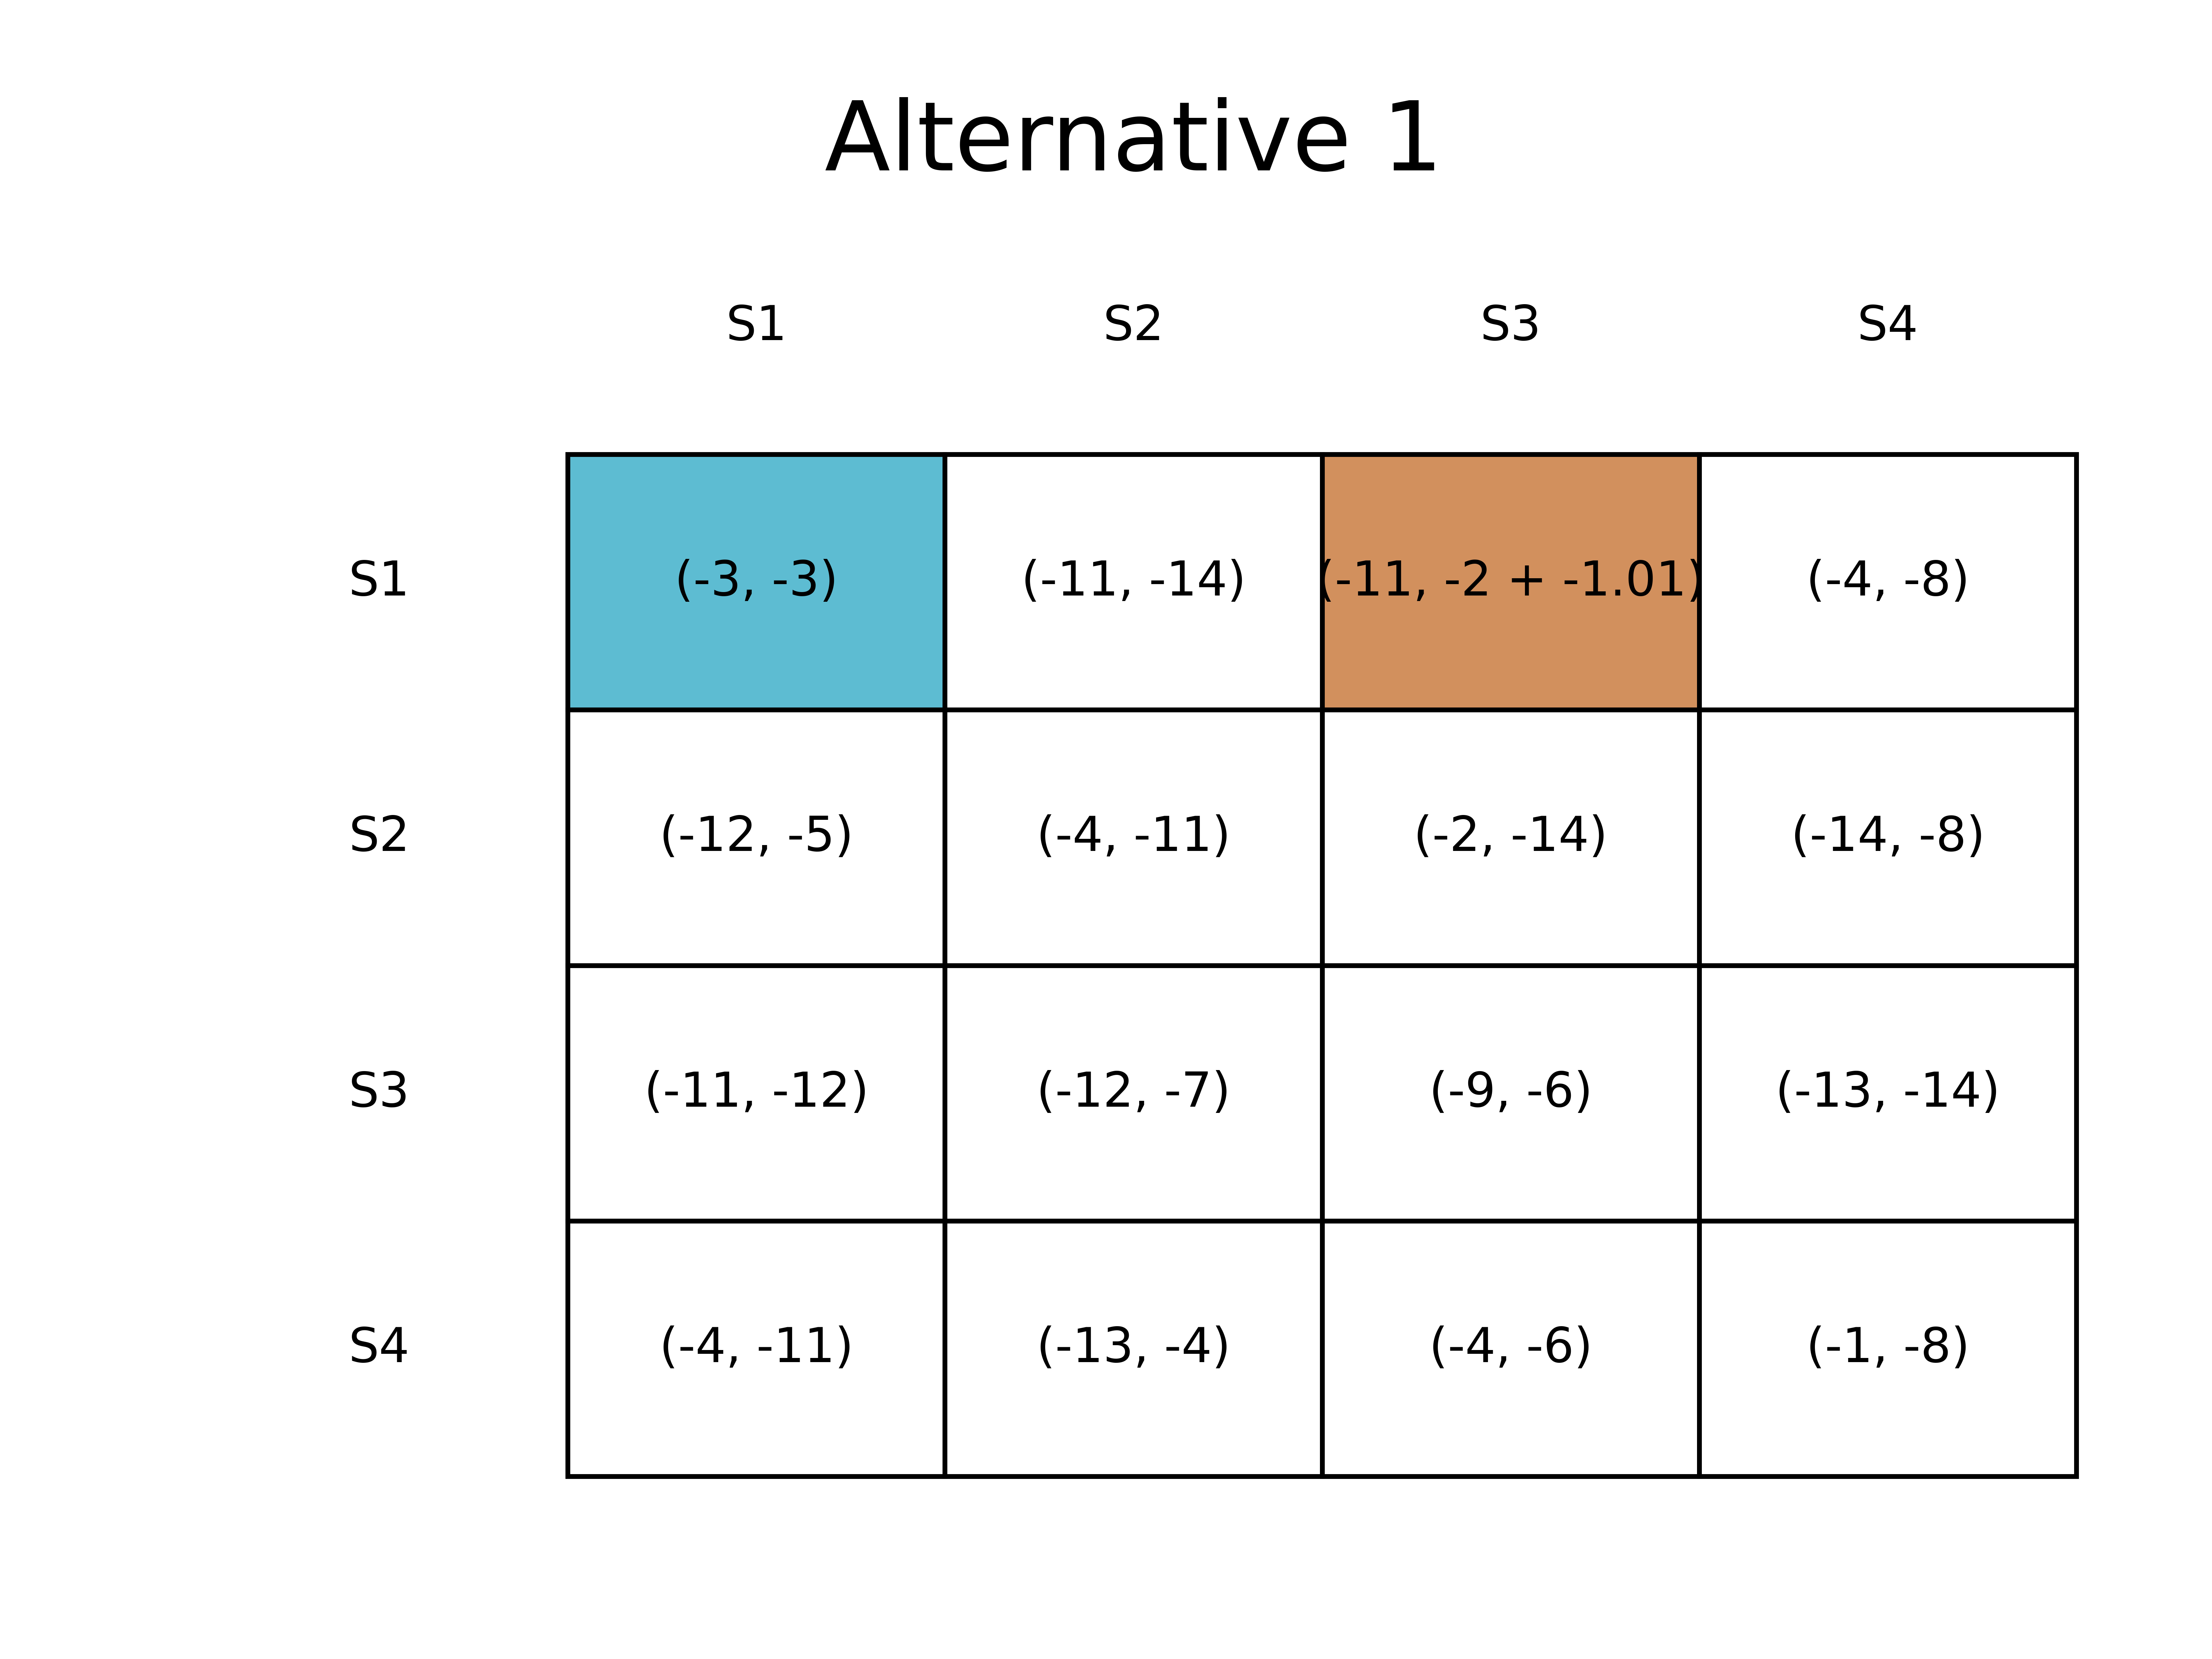 Alternative 1
S1 S2 S3 S4
S1 (-3, -3) (-11, -14) (-11, -2 + -1.01) (-4, -8)
S2 (-12, -5) (-4, -11) (-2, -14) (-14, -8)
S3 (-11, -12) (-12, -7) (-9, -6) (-13, -14)
S4 (-4, -11) (-13, -4) (-4, -6) (-1, -8)